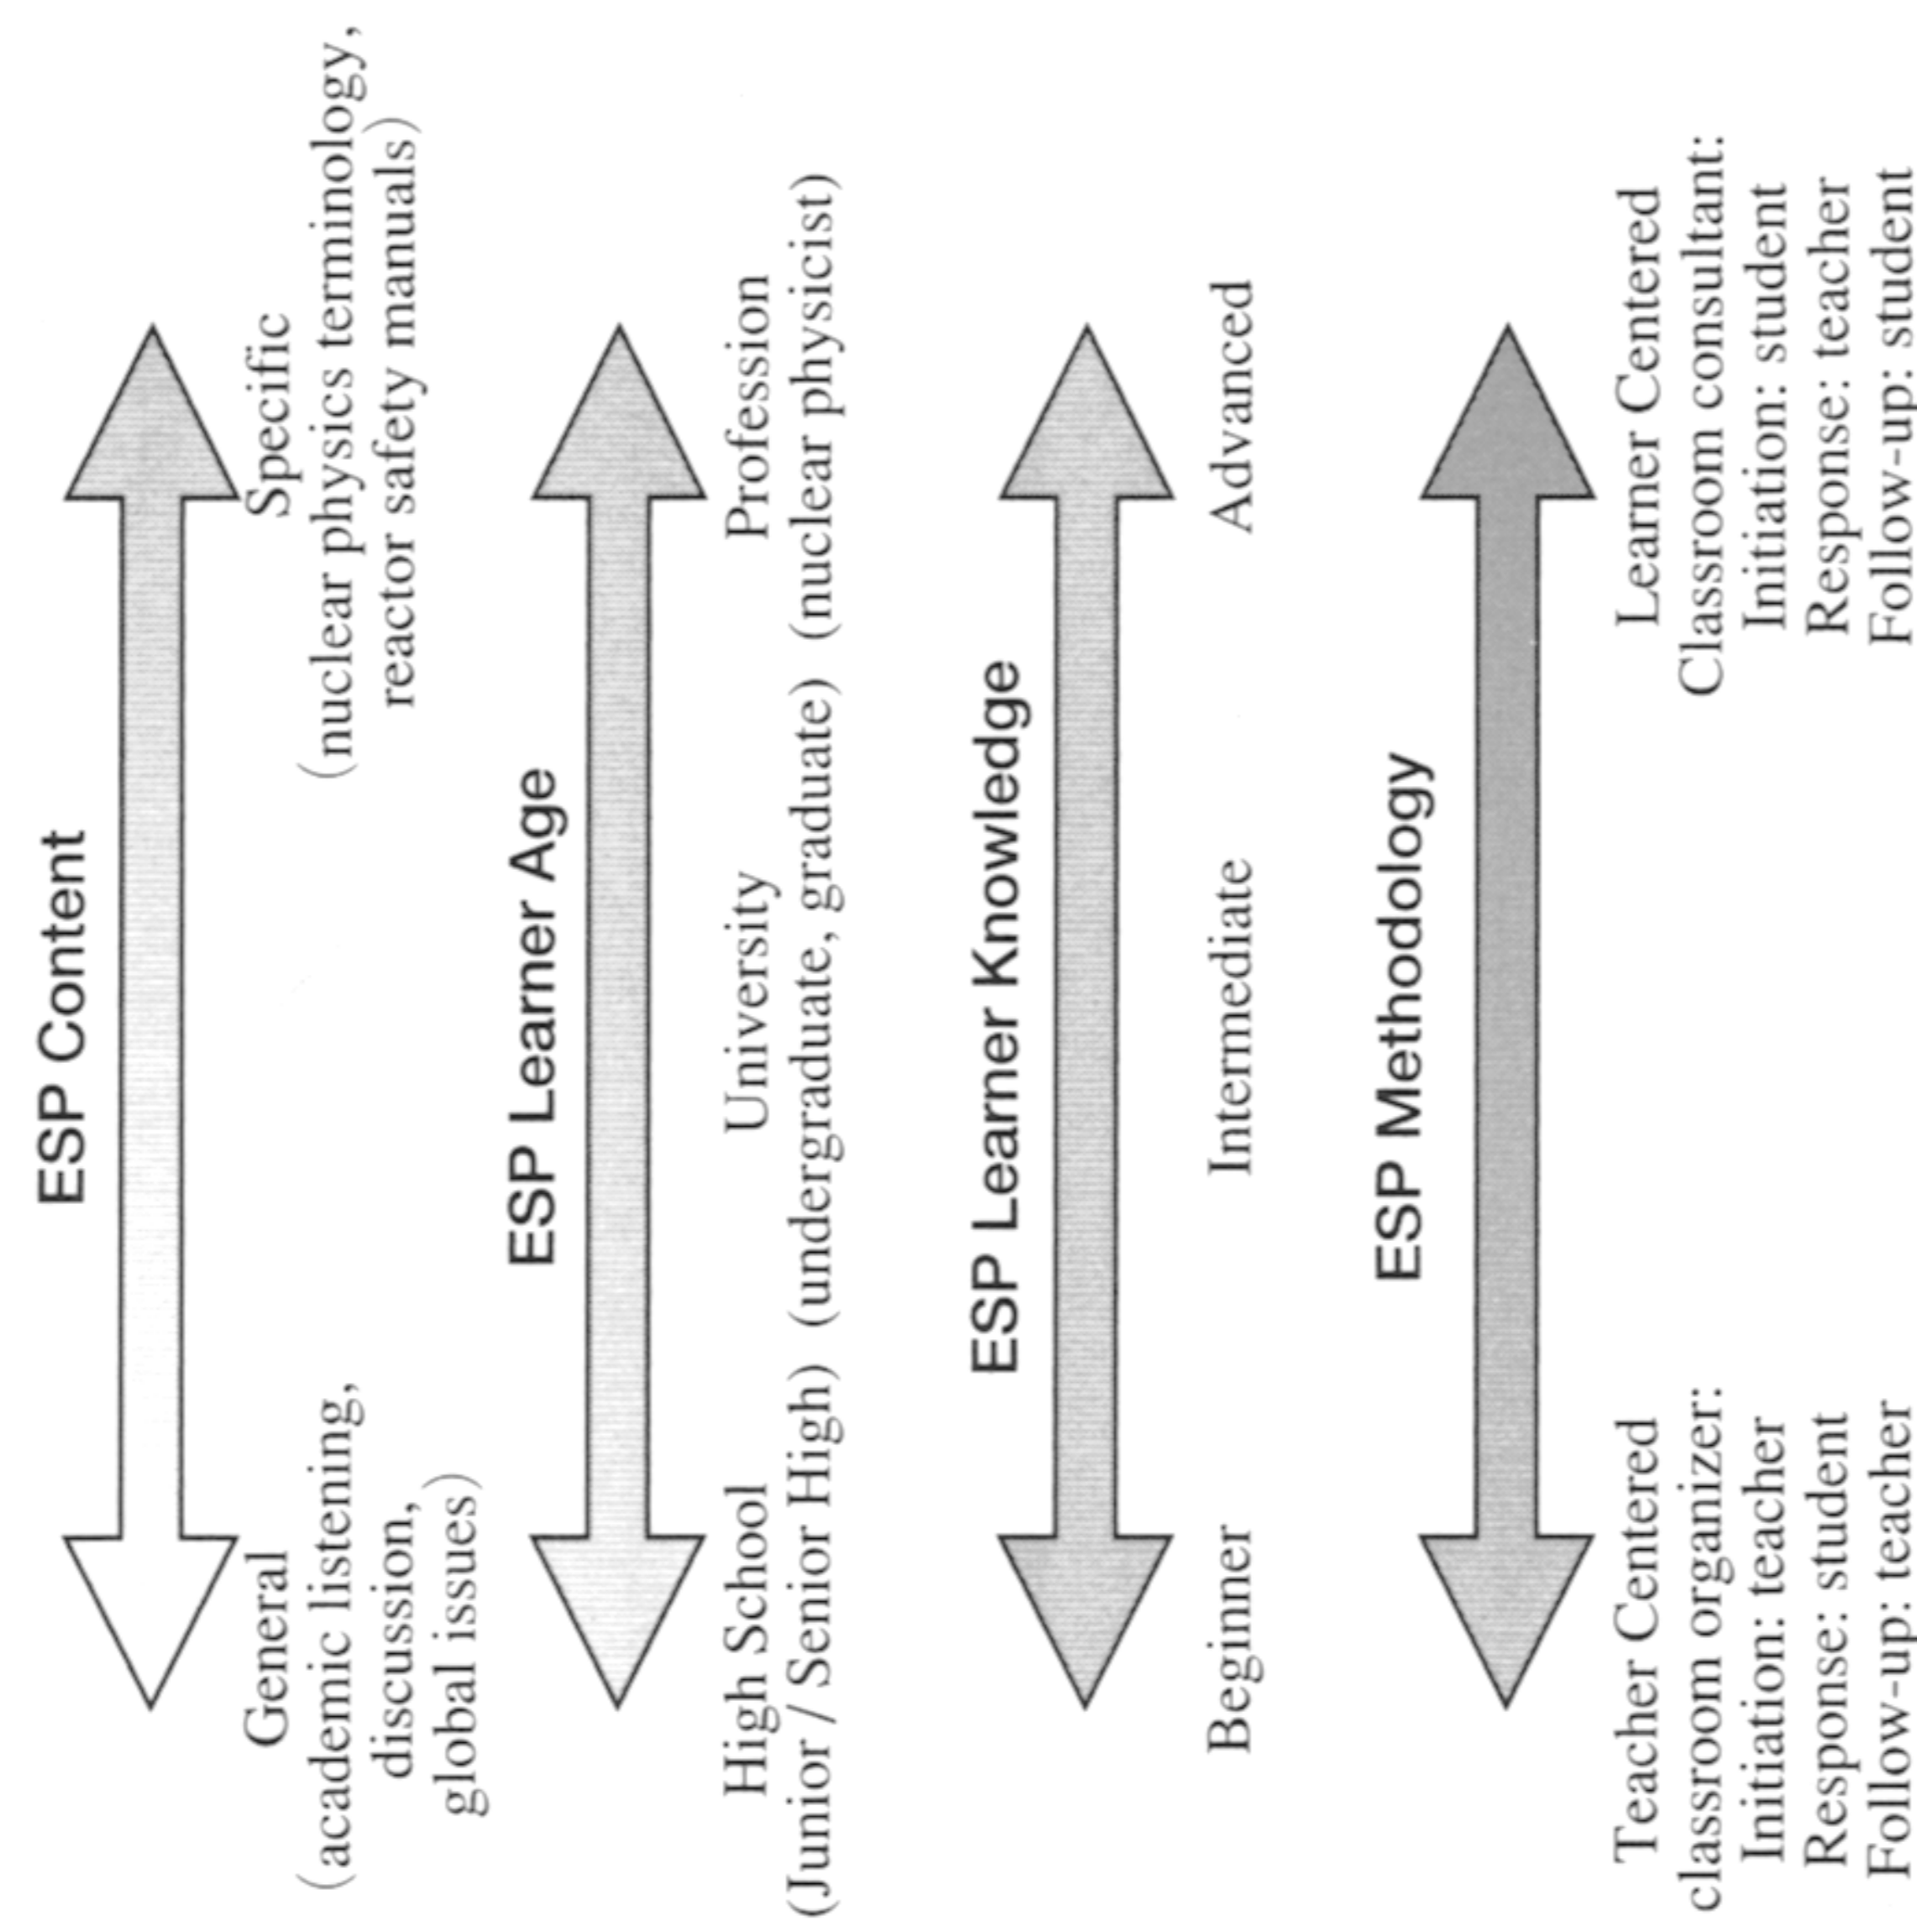 ESP Content
General
(academic listening,
discussion,
global issues)
Specific
(nuclear physics terminology,
reactor safety manuals)
ESP Learner Age
High School
(Junior / Senior High)
University
(undergraduate, graduate)
Profession
(nuclear physicist)
ESP Learner Knowledge
Beginner
Intermediate
Advanced
ESP Methodology
Teacher Centered
classroom organizer:
Initiation: teacher
Response: student
Follow-up: teacher
Learner Centered
Classroom consultant:
Initiation: student
Response: teacher
Follow-up: student